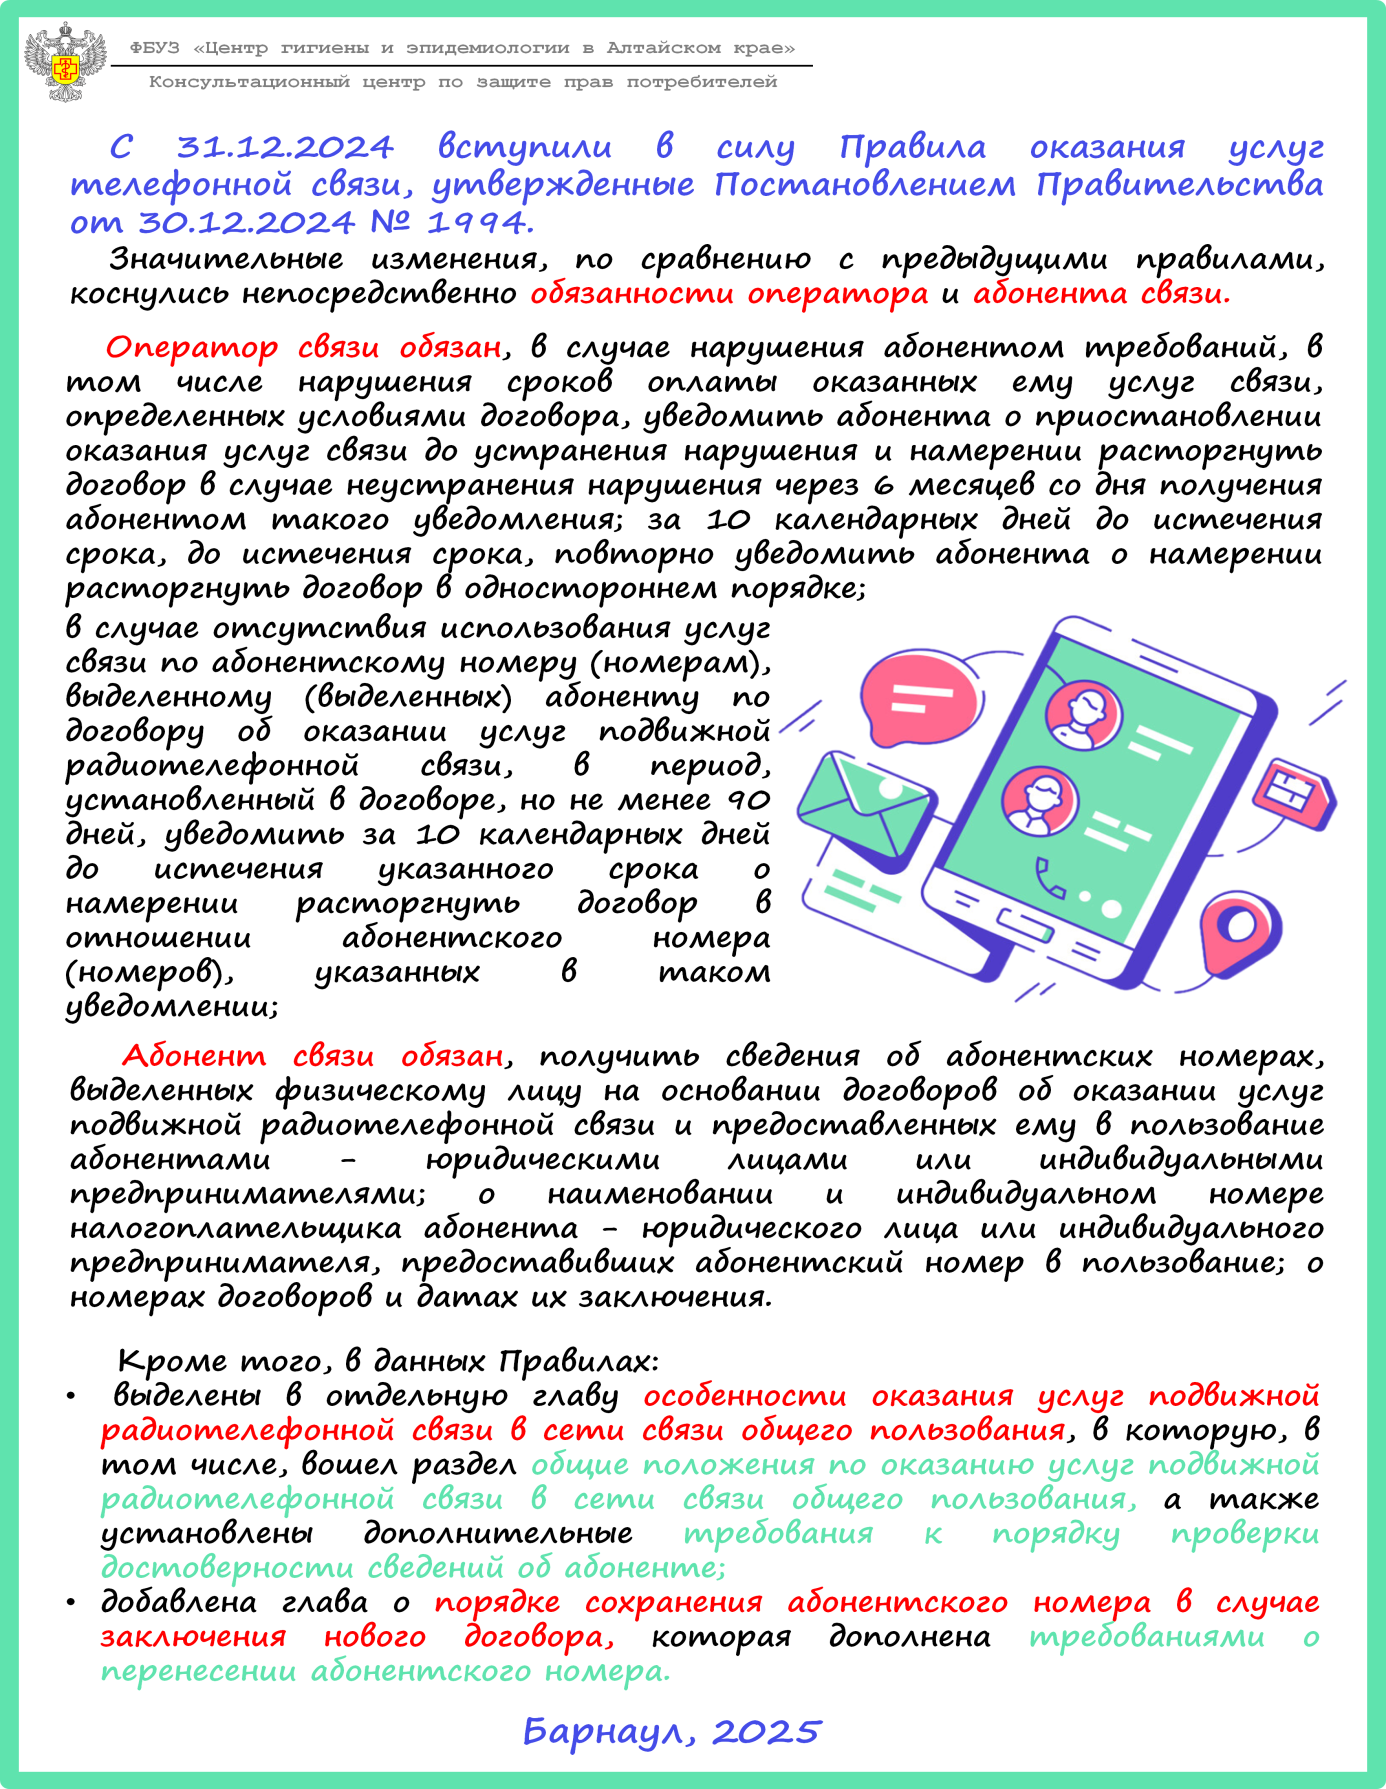 ФБУЗ «Центр гигиены и эпидемиологии в Алтайском крае»
Консультационный центр по защите прав потребителей
С 31.12.2024 вступили в силу Правила оказания услуг
телефонной связи, утвержденные Постановлением Правительства
от 30.12.2024 № 1994.
Значительные изменения, по сравнению с предыдущими правилами,
коснулись непосредственно обязанности оператора и абонента связи.
Оператор связи обязан, в случае нарушения абонентом требований, в
том числе нарушения сроков оплаты оказанных ему услуг связи,
определенных условиями договора, уведомить абонента о приостановлении
оказания услуг связи до устранения нарушения и намерении расторгнуть
договор в случае неустранения нарушения через 6 месяцев со дня получения
абонентом такого уведомления; за 10 календарных дней до истечения
срока, до истечения срока, повторно уведомить абонента о намерении
расторгнуть договор в одностороннем порядке;
в случае отсутствия использования услуг
связи по абонентскому номеру (номерам),
выделенному (выделенных) абоненту по
договору об оказании услуг подвижной
радиотелефонной связи, в период,
установленный в договоре, но не менее 90
дней, уведомить за 10 календарных дней
до истечения указанного срока о
намерении расторгнуть договор в
отношении абонентского номера
(номеров), указанных в таком
уведомлении;
Абонент связи обязан, получить сведения об абонентских номерах,
выделенных физическому лицу на основании договоров об оказании услуг
подвижной радиотелефонной связи и предоставленных ему в пользование
абонентами - юридическими лицами или индивидуальными
предпринимателями; о наименовании и индивидуальном номере
налогоплательщика абонента - юридического лица или индивидуального
предпринимателя, предоставивших абонентский номер в пользование; о
номерах договоров и датах их заключения.
Кроме того, в данных Правилах:
• выделены в отдельную главу особенности оказания услуг подвижной
радиотелефонной связи в сети связи общего пользования, в которую, в
том числе, вошел раздел общие положения по оказанию услуг подвижной
радиотелефонной связи в сети связи общего пользования, а также
установлены дополнительные требования к порядку проверки
достоверности сведений об абоненте;
• добавлена глава о порядке сохранения абонентского номера в случае
заключения нового договора, которая дополнена требованиями о
перенесении абонентского номера.
Барнаул, 2025